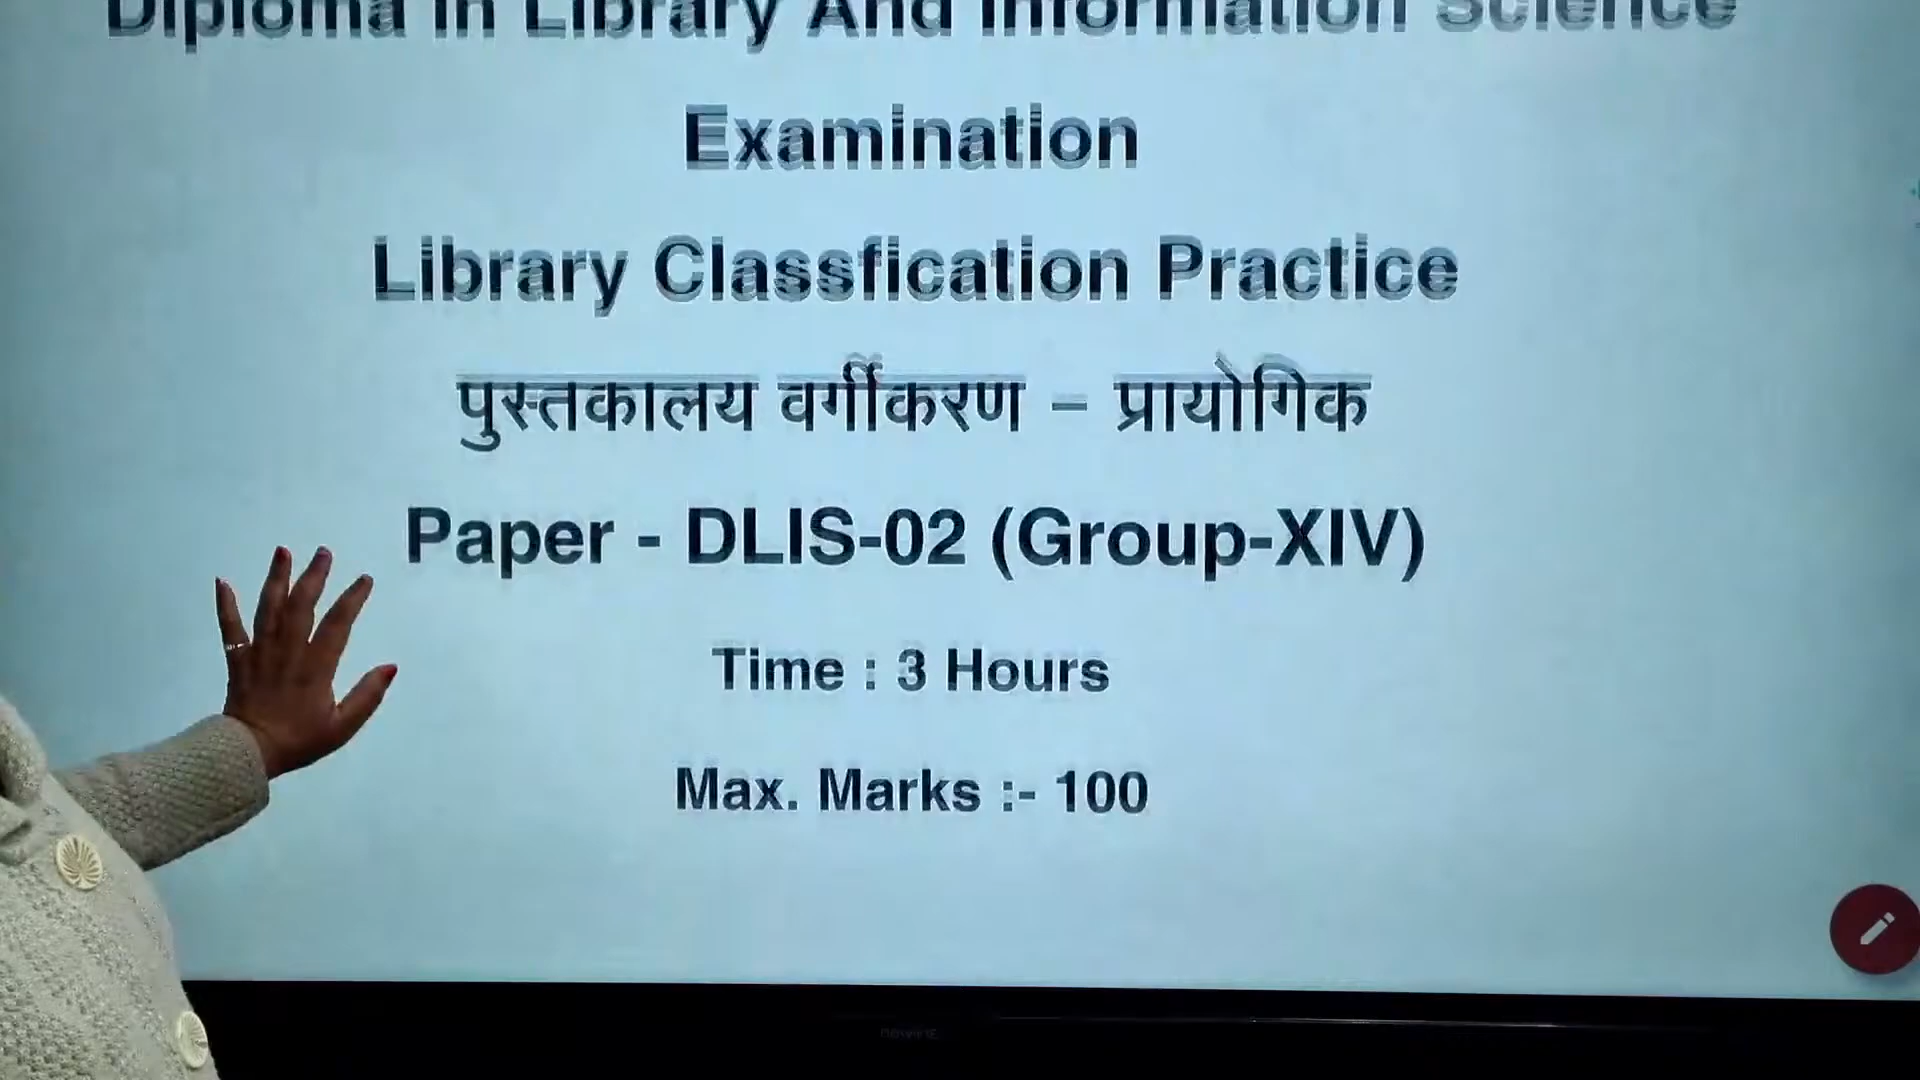 Diploma In Library And Information Science
Examination
Library Classfication Practice
पुस्तकालय वर्गीकरण – प्रायोगिक
Paper - DLIS-02 (Group-XIV)
Time : 3 Hours
Max. Marks :- 100